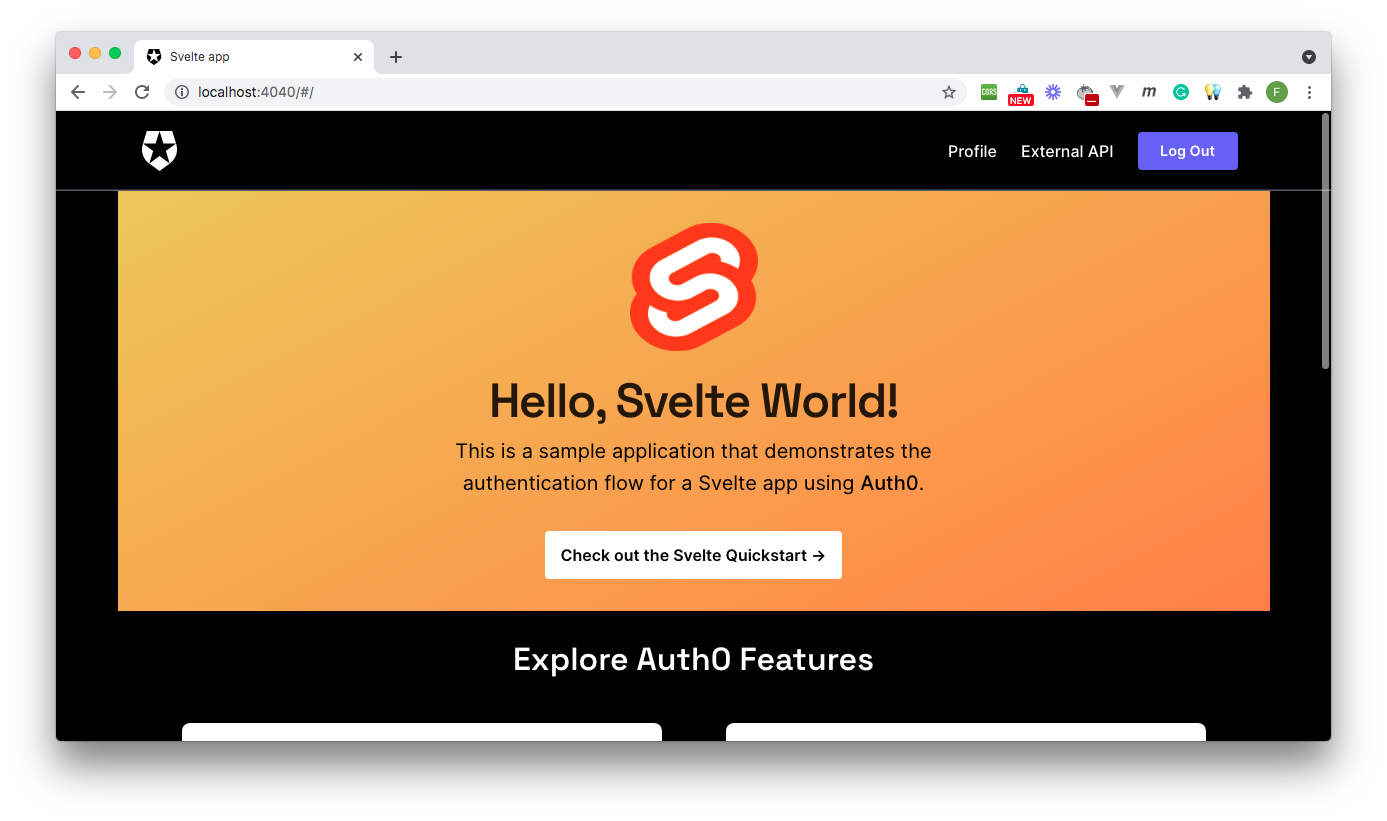 Svelte app
localhost:4040/#/
CORS
NEW
m
G
F
Profile
External API
Log Out
Hello, Svelte World!
This is a sample application that demonstrates the
authentication flow for a Svelte app using Auth0.
Check out the Svelte Quickstart →
Explore Auth0 Features